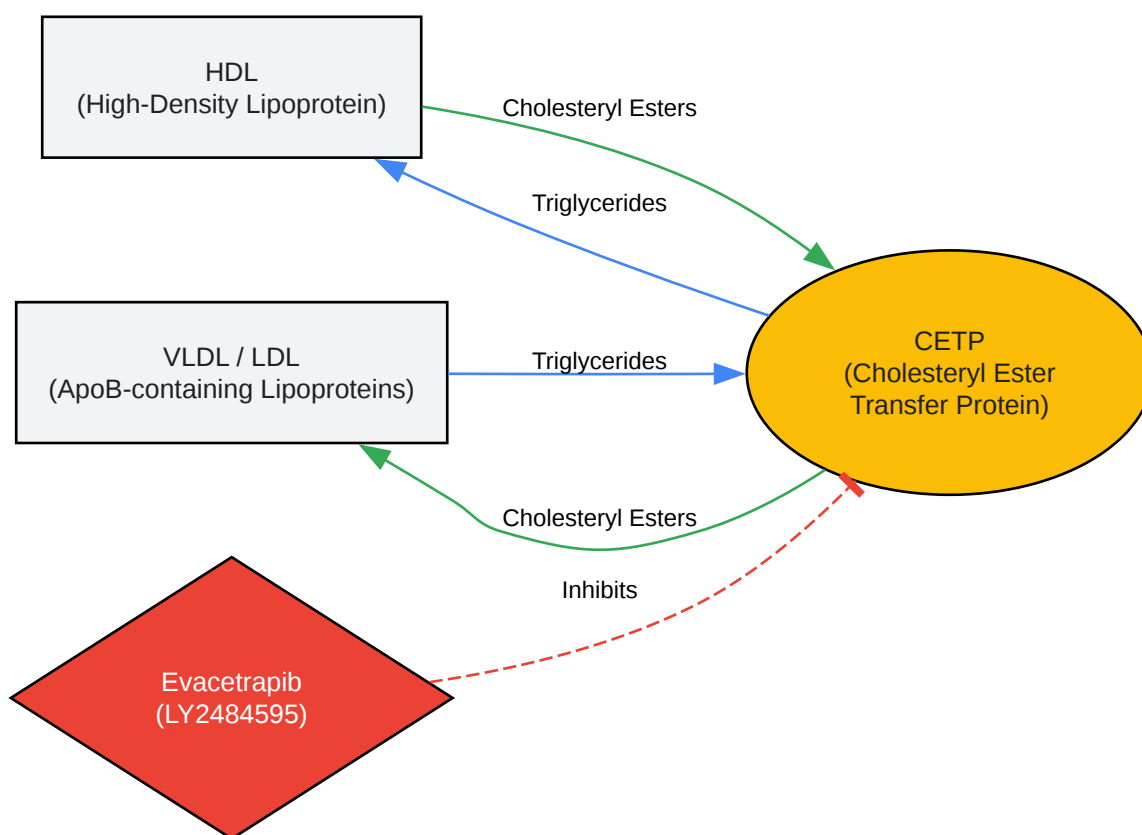 HDL
(High-Density Lipoprotein)
Cholesteryl Esters
Triglycerides
VLDL / LDL
(ApoB-containing Lipoproteins)
Triglycerides
CETP
(Cholesteryl Ester
Transfer Protein)
Cholesteryl Esters
Inhibits
Evacetrapib
(LY2484595)